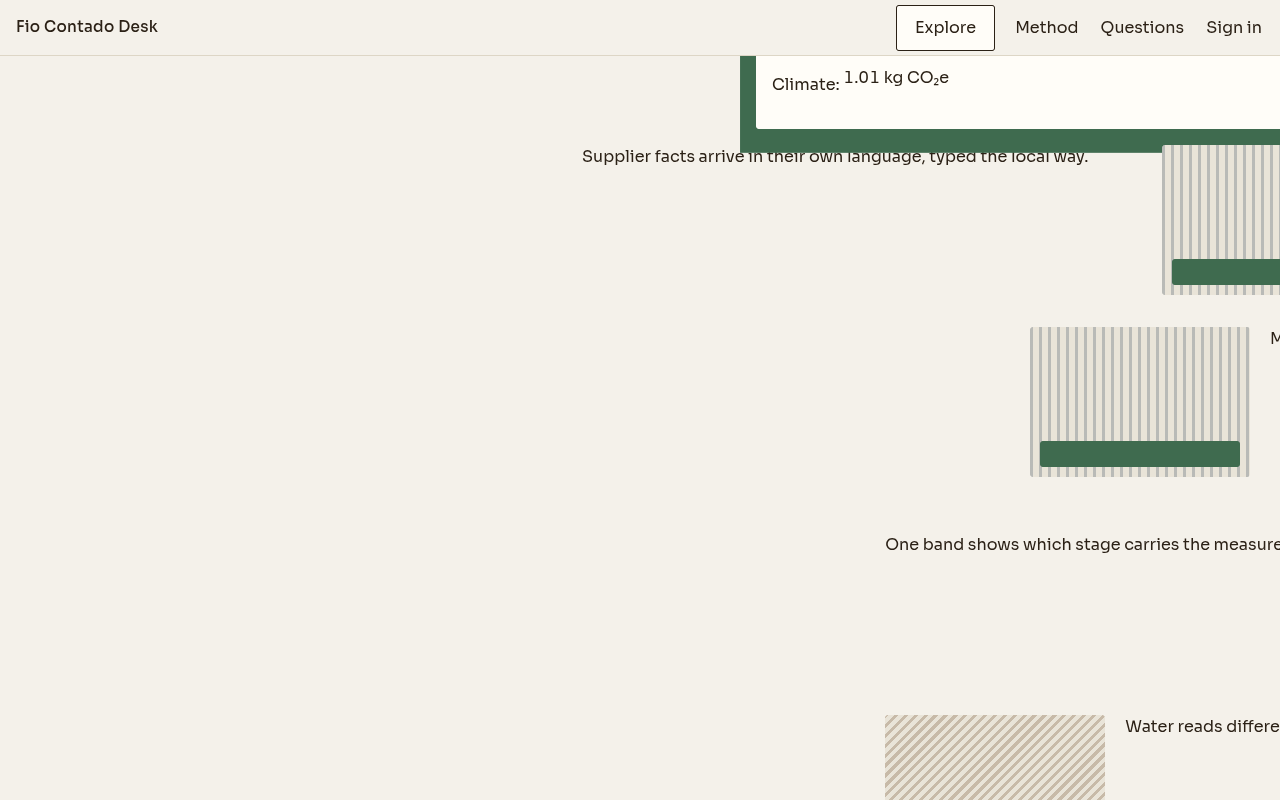 Fio Contado Desk
Explore
Method
Questions
Sign in
Climate: 1.01 kg CO₂e
Supplier facts arrive in their own language, typed the local way.
One band shows which stage carries the measure
Water reads